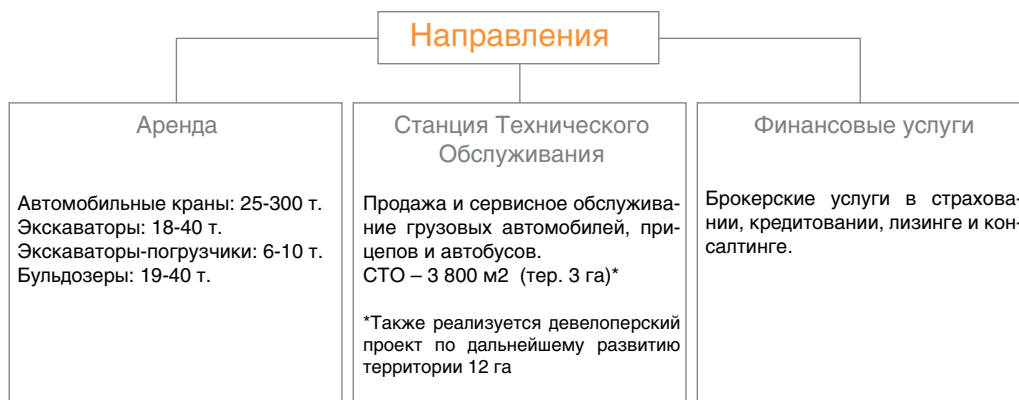 Направления
Аренда
Автомобильные краны: 25-300 т.
Экскаваторы: 18-40 т.
Экскаваторы-погрузчики: 6-10 т.
Бульдозеры: 19-40 т.
Станция Технического
Обслуживания
Продажа и сервисное обслужива-
ние грузовых автомобилей, при-
цепов и автобусов.
СТО – 3 800 м2 (тер. 3 га)*
*Также реализуется девелоперский
проект по дальнейшему развитию
территории 12 га
Финансовые услуги
Брокерские услуги в страхова-
нии, кредитовании, лизинге и кон-
салтинге.